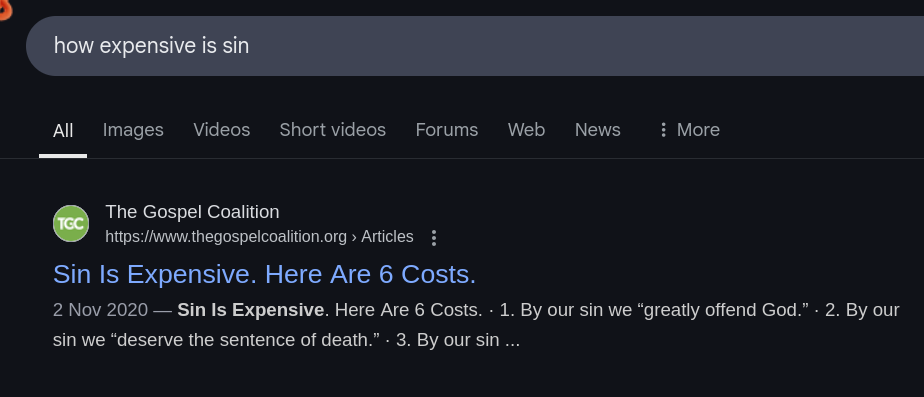 how expensive is sin
All Images Videos Short videos Forums Web News More
TGC
The Gospel Coalition
https://www.thegospelcoalition.org › Articles
Sin Is Expensive. Here Are 6 Costs.
2 Nov 2020 — Sin Is Expensive. Here Are 6 Costs. · 1. By our sin we “greatly offend God.” · 2. By our
sin we “deserve the sentence of death.” · 3. By our sin ...